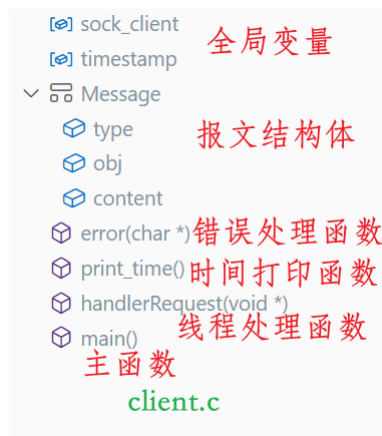 sock_client
全局变量
timestamp
Message
type
报文结构体
obj
content
error(char *) 错误处理函数
print_time() 时间打印函数
handlerRequest(void *)
线程处理函数
main()
主函数
client.c